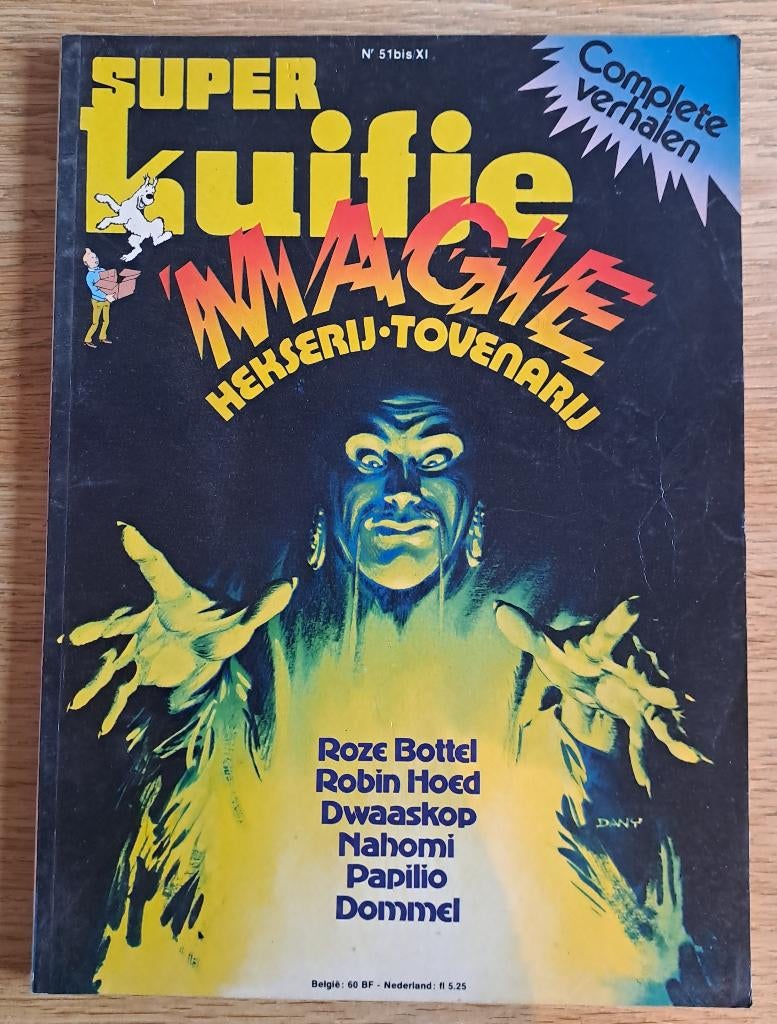 Nʳ 51bis/XI
Complete
verhalen
SUPER
kuifje
MAGIE
HEKSERIJ·TOVENARIJ
Roze Bottel
Robin Hoed
Dwaaskop
Nahomi
Papilio
Dommel
DANY
België: 60 BF - Nederland: fl 5.25